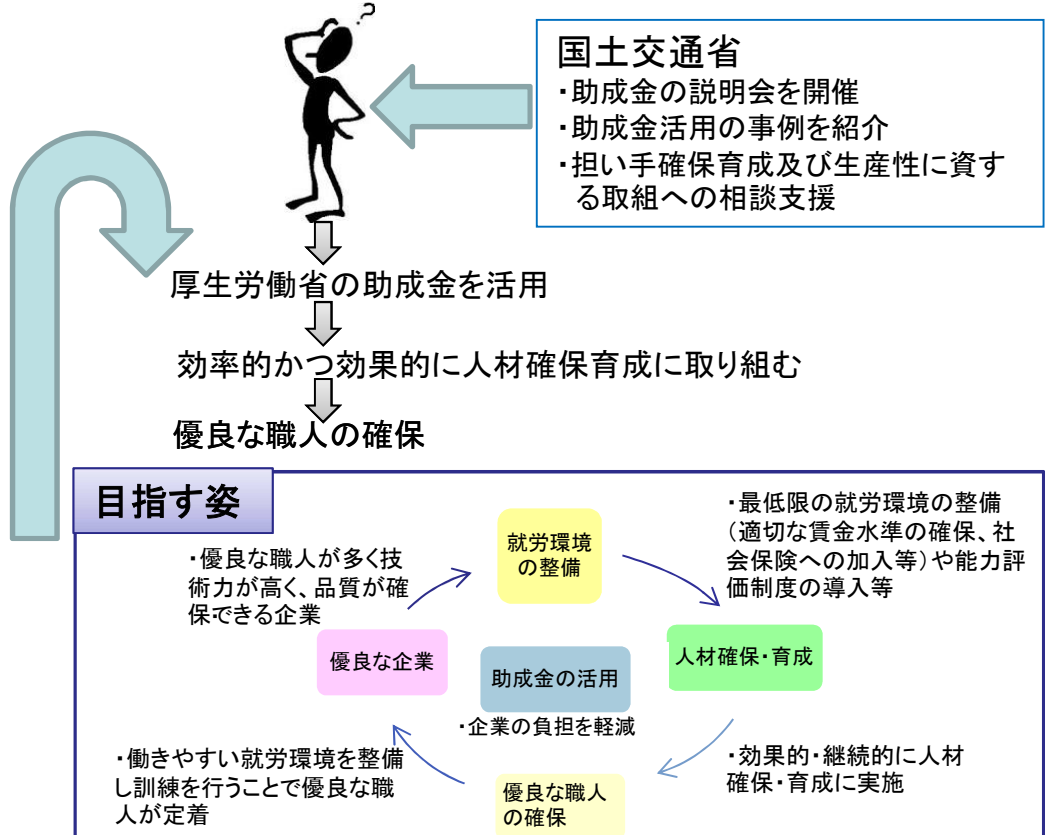 ?
国土交通省
・助成金の説明会を開催
・助成金活用の事例を紹介
・担い手確保育成及び生産性に資す
る取組への相談支援
厚生労働省の助成金を活用
効率的かつ効果的に人材確保育成に取り組む
優良な職人の確保
目指す姿
就労環境
の整備
・最低限の就労環境の整備
(適切な賃金水準の確保、社
会保険への加入等)や能力評
価制度の導入等
・優良な職人が多く技
術力が高く、品質が確
保できる企業
優良な企業
助成金の活用
・企業の負担を軽減
人材確保・育成
・働きやすい就労環境を整備
し訓練を行うことで優良な職
人が定着
優良な職人
の確保
・効果的・継続的に人材
確保・育成に実施